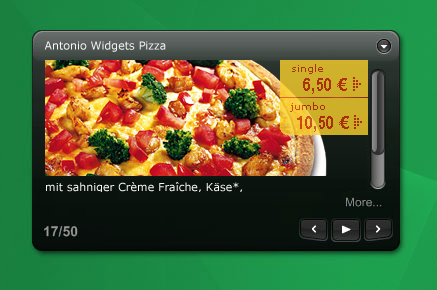 Antonio Widgets Pizza
single
6,50 €
jumbo
10,50 €
mit sahniger Crème Fraîche, Käse*,
More...
17/50